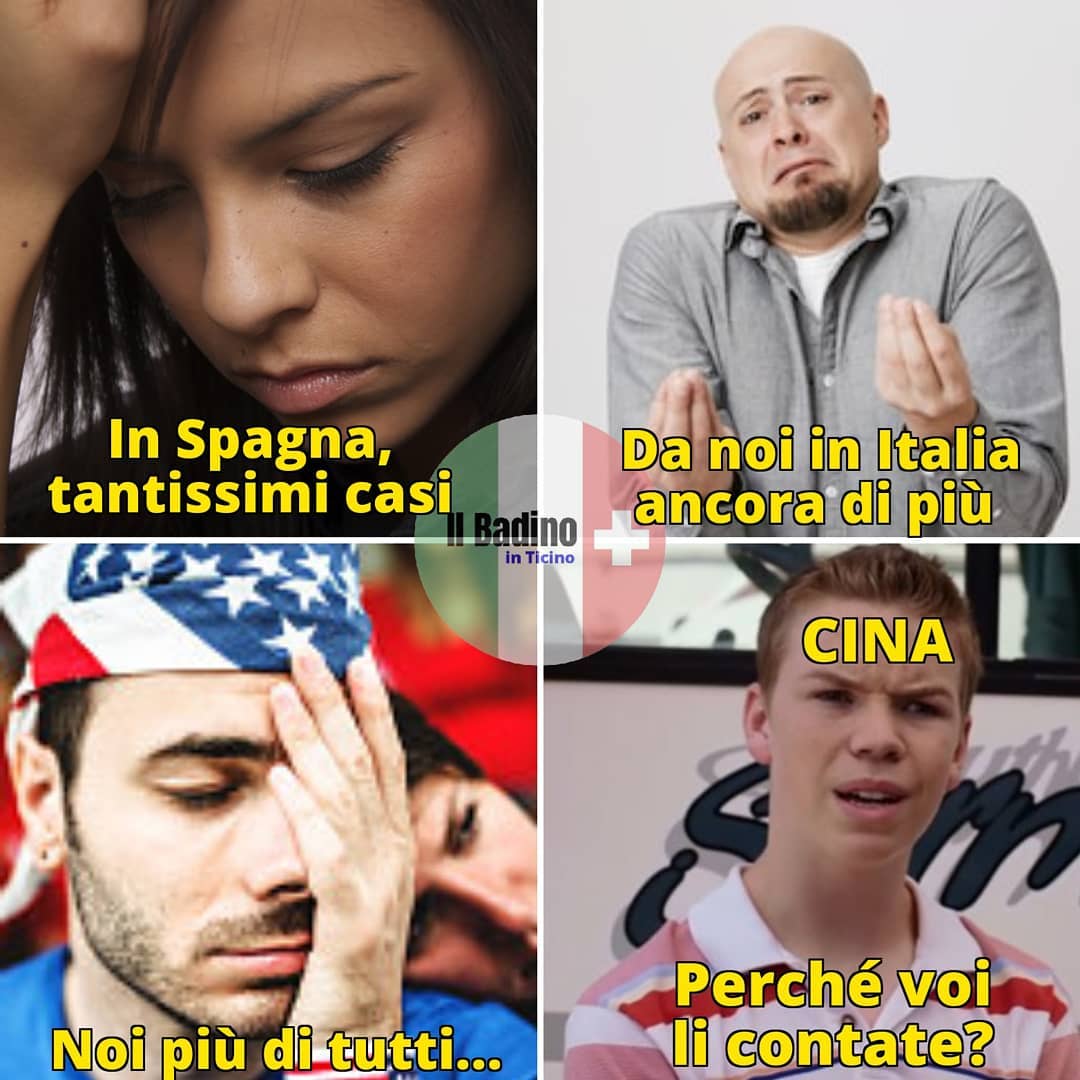 In Spagna,
tantissimi casi
Da noi in Italia
ancora di più
Il Badino
in Ticino
CINA
Noi più di tutti...
Perché voi
li contate?